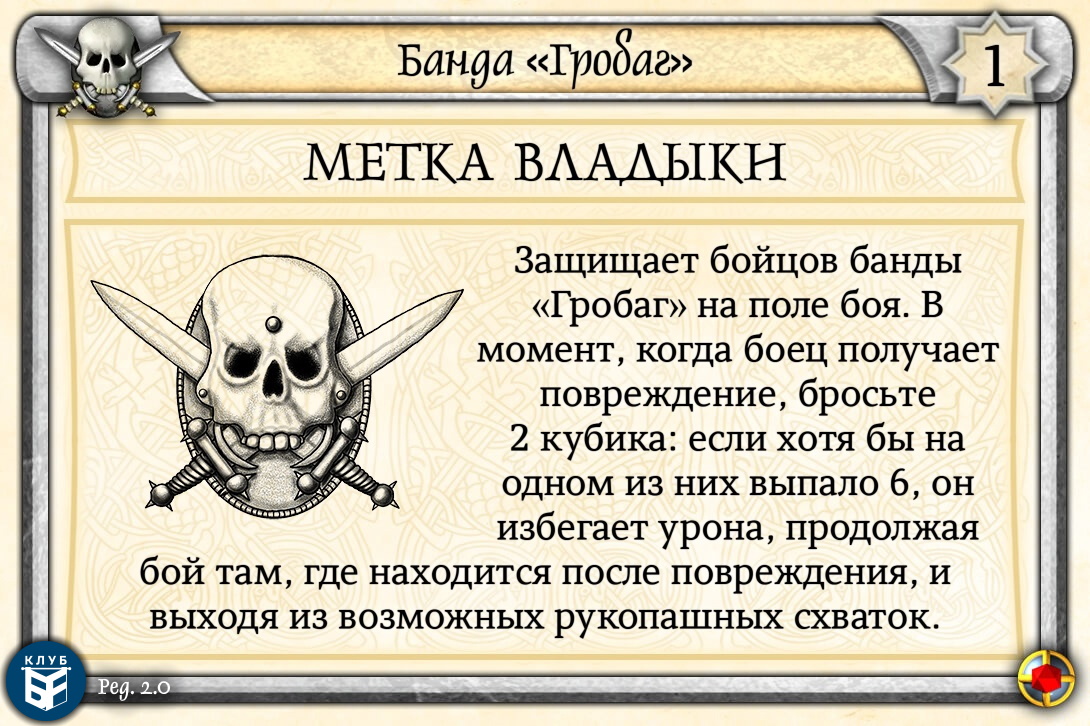 Банда «Гробаг»
1
МЕТКА ВЛАДЫКИ
Защищает бойцов банды
«Гробаг» на поле боя. В
момент, когда боец получает
повреждение, бросьте
2 кубика: если хотя бы на
одном из них выпало 6, он
избегает урона, продолжая
бой там, где находится после повреждения, и
выходя из возможных рукопашных схваток.
КЛУБ
Ред. 2.0